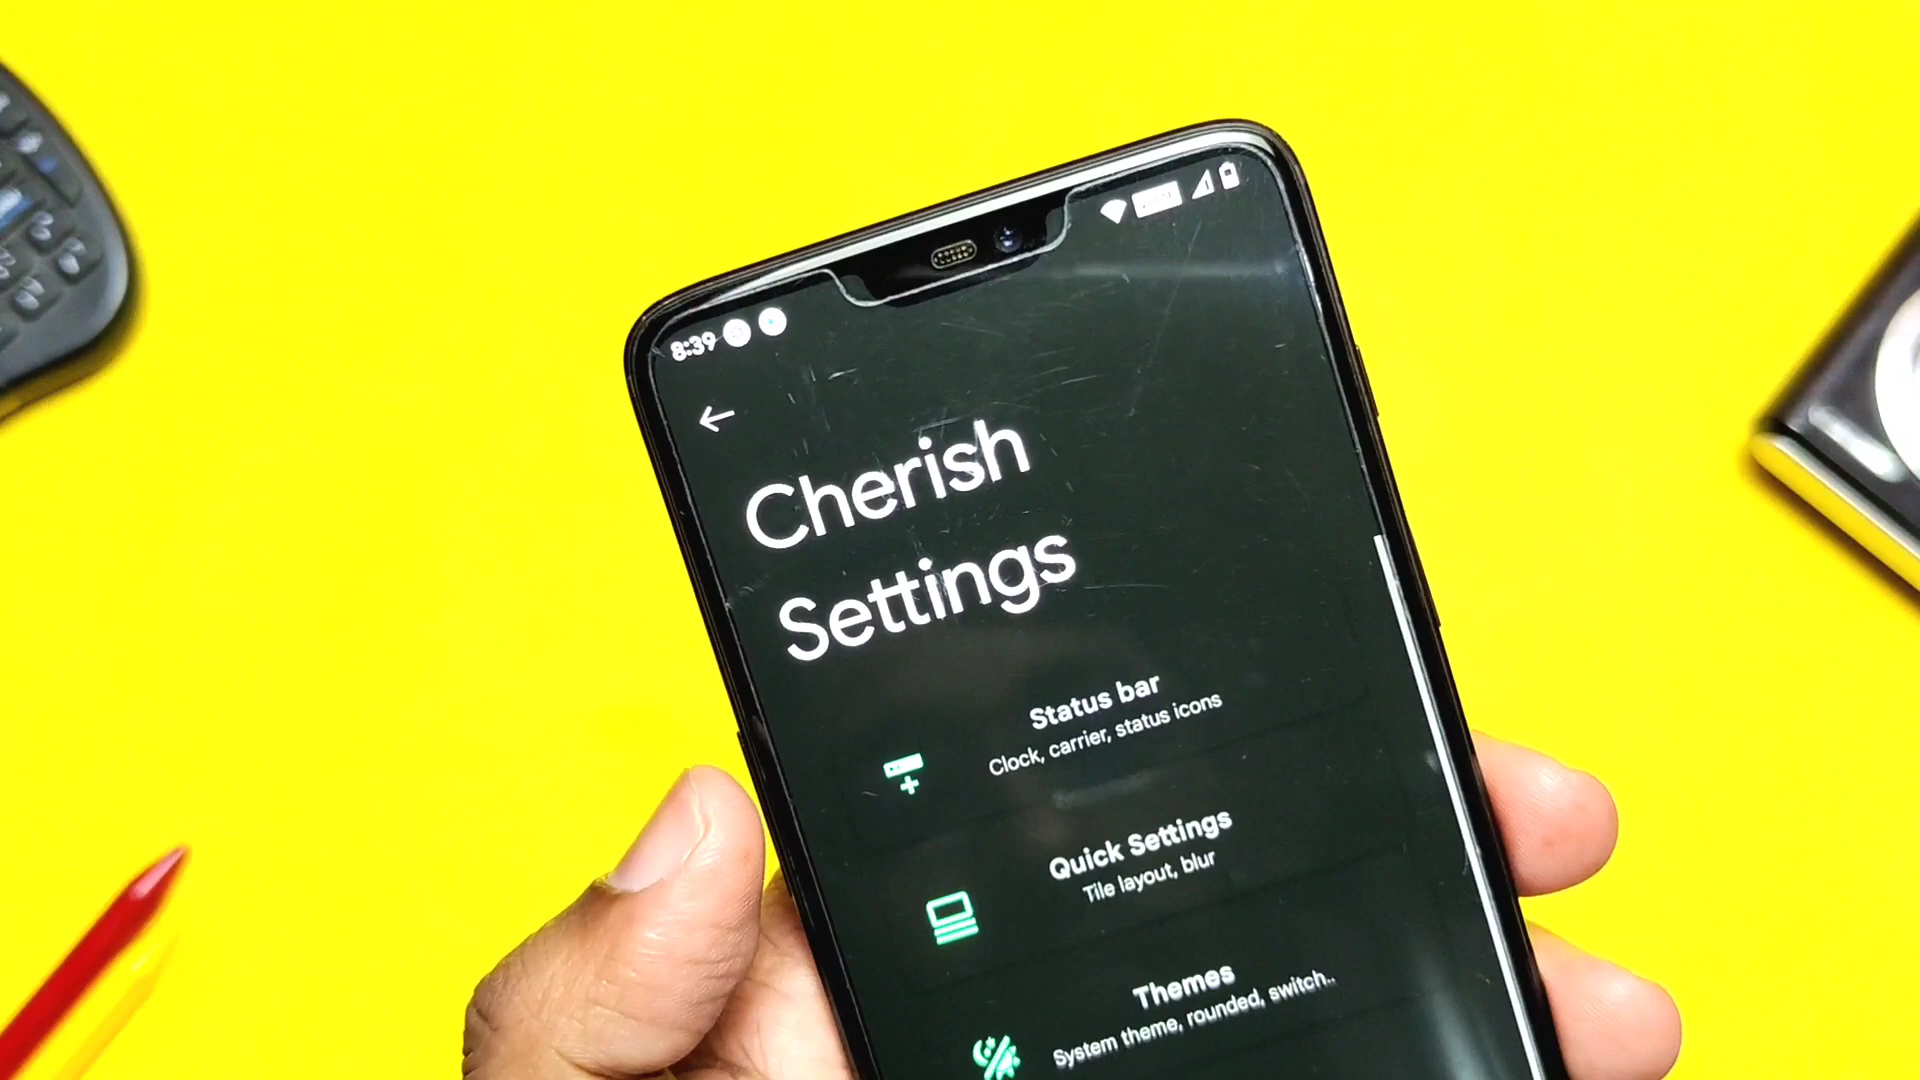 8:39
Cherish
Settings
Status bar
Clock, carrier, status icons
Quick Settings
Tile layout, blur
Themes
System theme, rounded, switch..